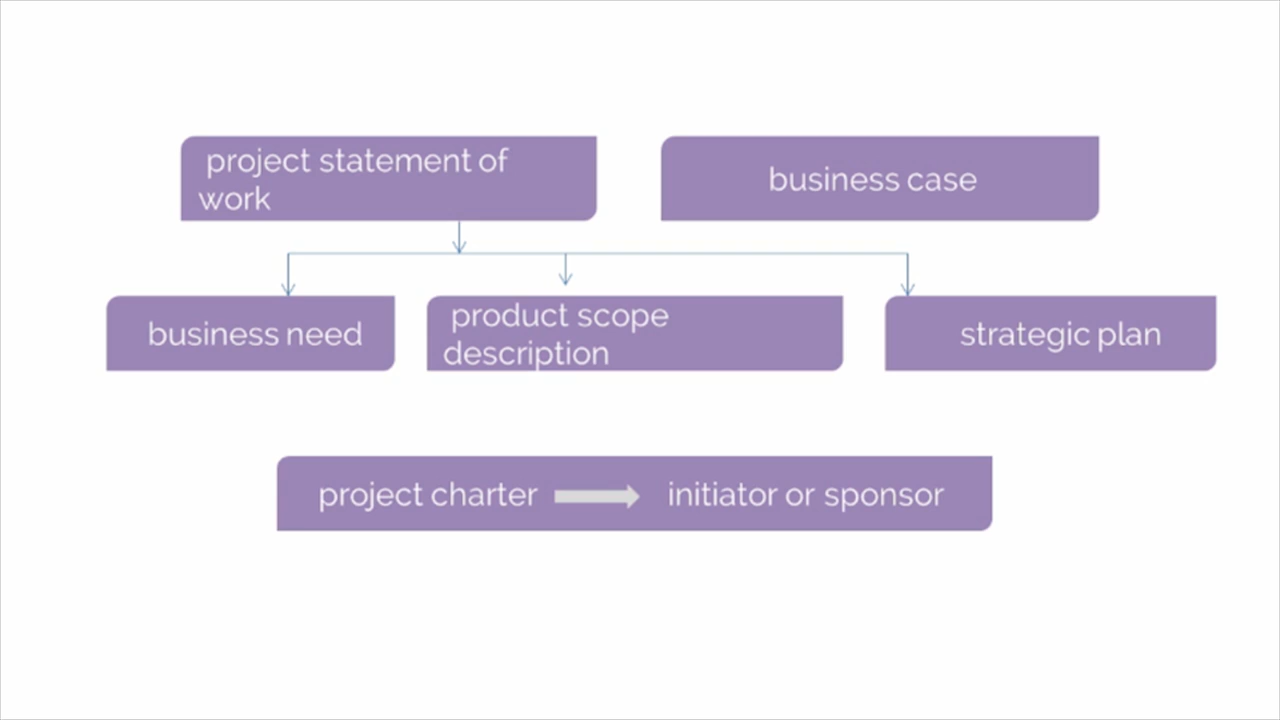 project statement of
work
business case
business need
product scope
description
strategic plan
project charter
initiator or sponsor